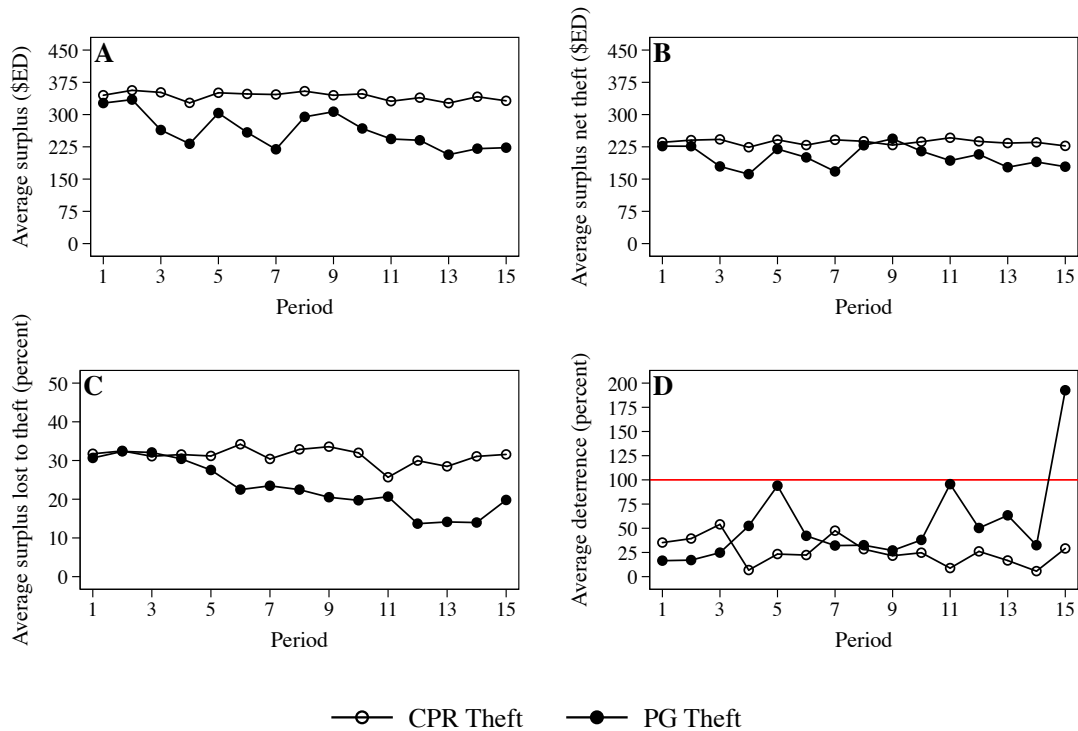 A
Average surplus ($ED)
450
375
300
225
150
75
0
1 3 5 7 9 11 13 15
Period
B
Average surplus net theft ($ED)
450
375
300
225
150
75
0
1 3 5 7 9 11 13 15
Period
C
Average surplus lost to theft (percent)
50
40
30
20
10
0
1 3 5 7 9 11 13 15
Period
D
Average deterrence (percent)
200
175
150
125
100
75
50
25
0
1 3 5 7 9 11 13 15
Period
CPR Theft PG Theft